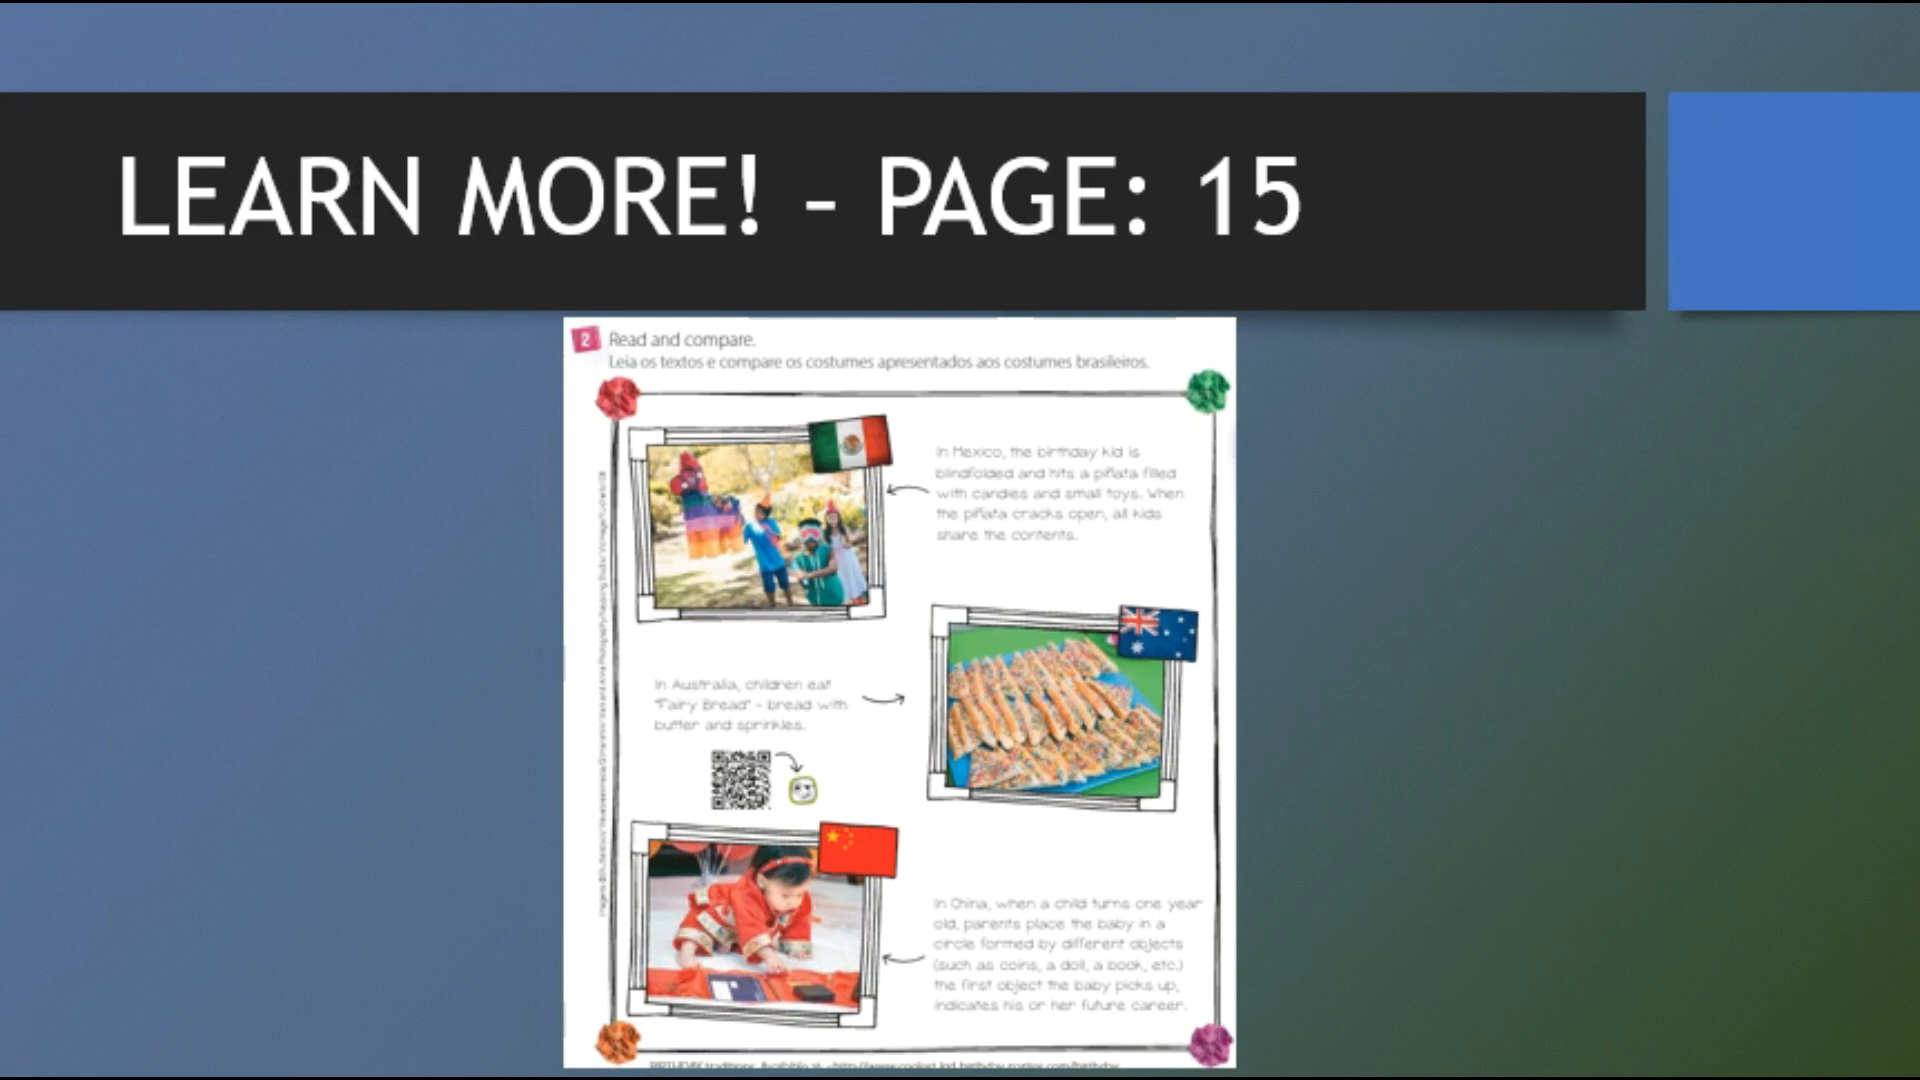 LEARN MORE! - PAGE: 15
2 Read and compare.
Leia os textos e compare os costumes apresentados aos costumes brasileiros.
In Mexico, the birthday kid is
blindfolded and hits a piñata filled
with candies and small toys. When
the piñata cracks open, all kids
share the contents.
In Australia, children eat
"Fairy Bread" - bread with
butter and sprinkles.
In China, when a child turns one year
old, parents place the baby in a
circle formed by different objects
(such as coins, a doll, a book, etc.)
the first object the baby picks up,
indicates his or her future career.
BIRTHDAY traditions. Available at: